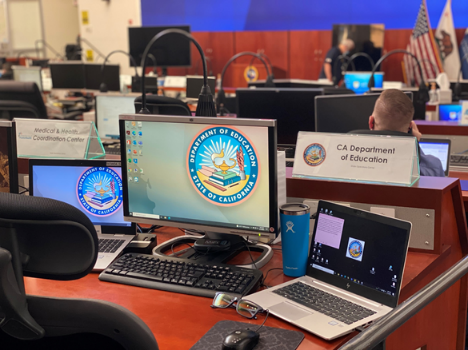 Medical & Health
Coordination Center
DEPARTMENT OF EDUCATION
STATE OF CALIFORNIA
CA Department
of Education